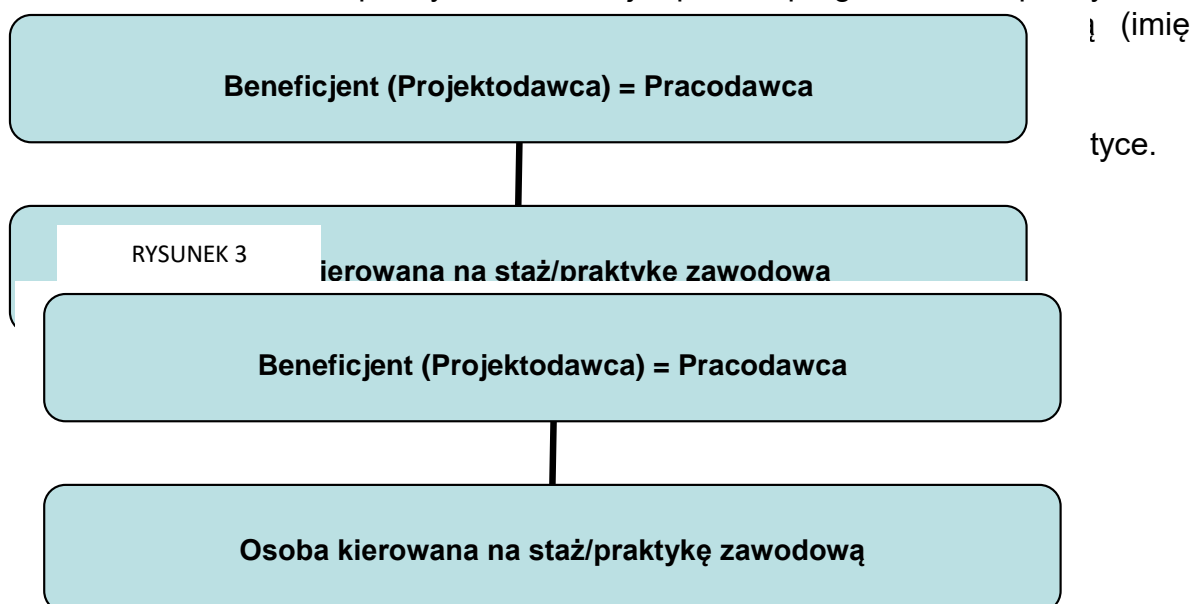 ą (imię
Beneficjent (Projektodawca) = Pracodawca
tyce.
RYSUNEK 3
ierowana na staż/praktykę zawodową
Beneficjent (Projektodawca) = Pracodawca
Osoba kierowana na staż/praktykę zawodową